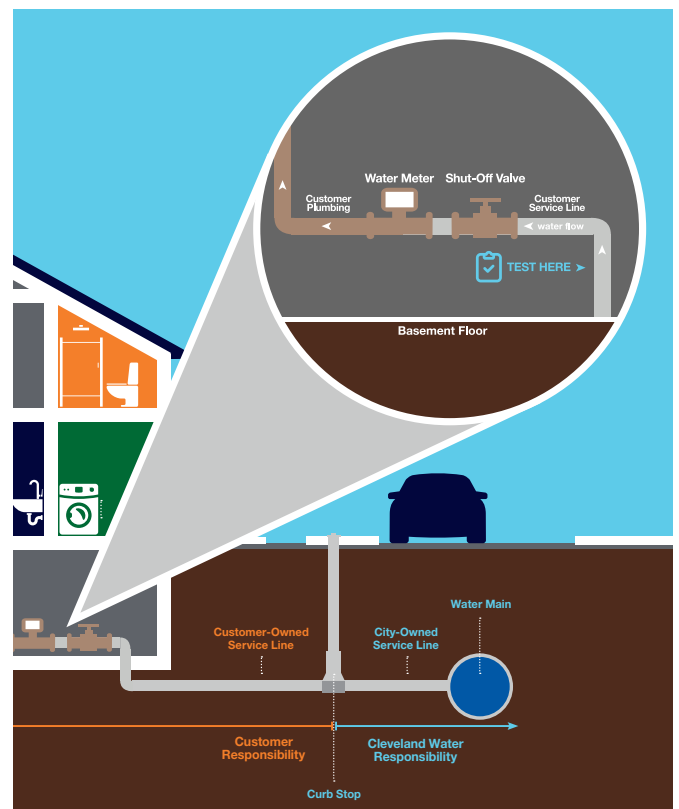 Water Meter
Shut-Off Valve
Customer
Plumbing
Customer
Service Line
water flow
TEST HERE
Basement Floor
Water Main
Customer-Owned
Service Line
City-Owned
Service Line
Customer
Responsibility
Cleveland Water
Responsibility
Curb Stop